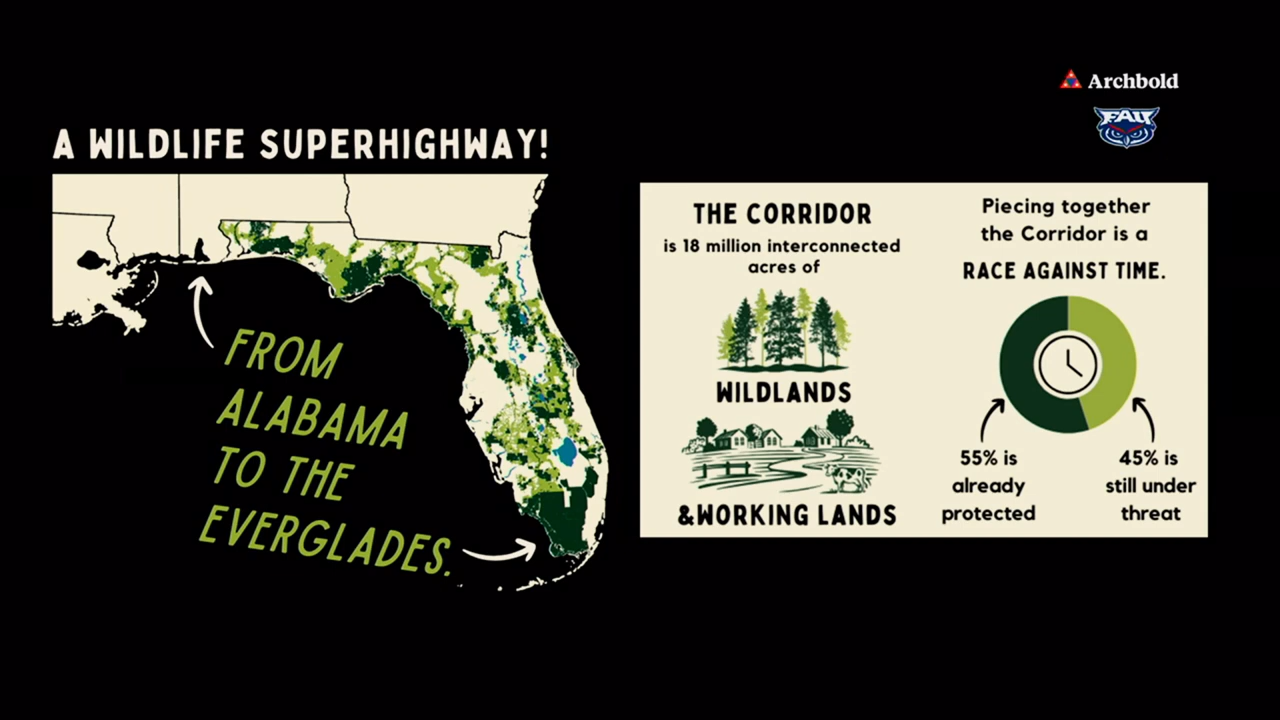 Archbold
FAU
A WILDLIFE SUPERHIGHWAY!
FROM
ALABAMA
TO THE
EVERGLADES.
THE CORRIDOR
is 18 million interconnected
acres of
WILDLANDS
&WORKING LANDS
Piecing together
the Corridor is a
RACE AGAINST TIME.
55% is
already
protected
45% is
still under
threat